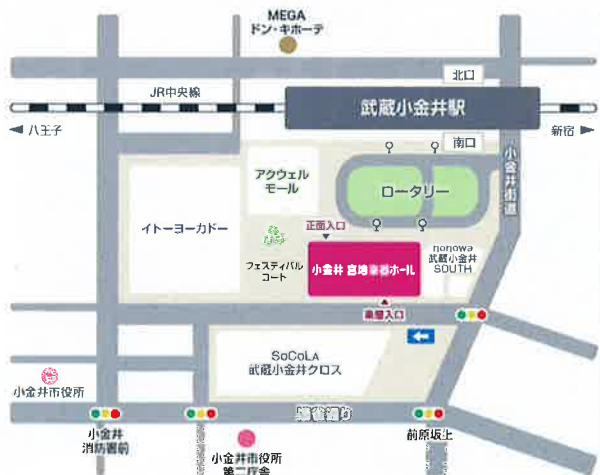 MEGA
ドン・キホーテ
北口
JR中央線
武蔵小金井駅
八王子
新宿
南口
小金井街道
アクウェル
モール
ロータリー
イトーヨーカドー
正面入口
nonowa
武蔵小金井
SOUTH
フェスティバル
コート
小金井 宮地楽器ホール
楽屋入口
SoCoLA
武蔵小金井クロス
小金井市役所
小金井
消防署前
前原坂上
小金井市役所
第二庁舎